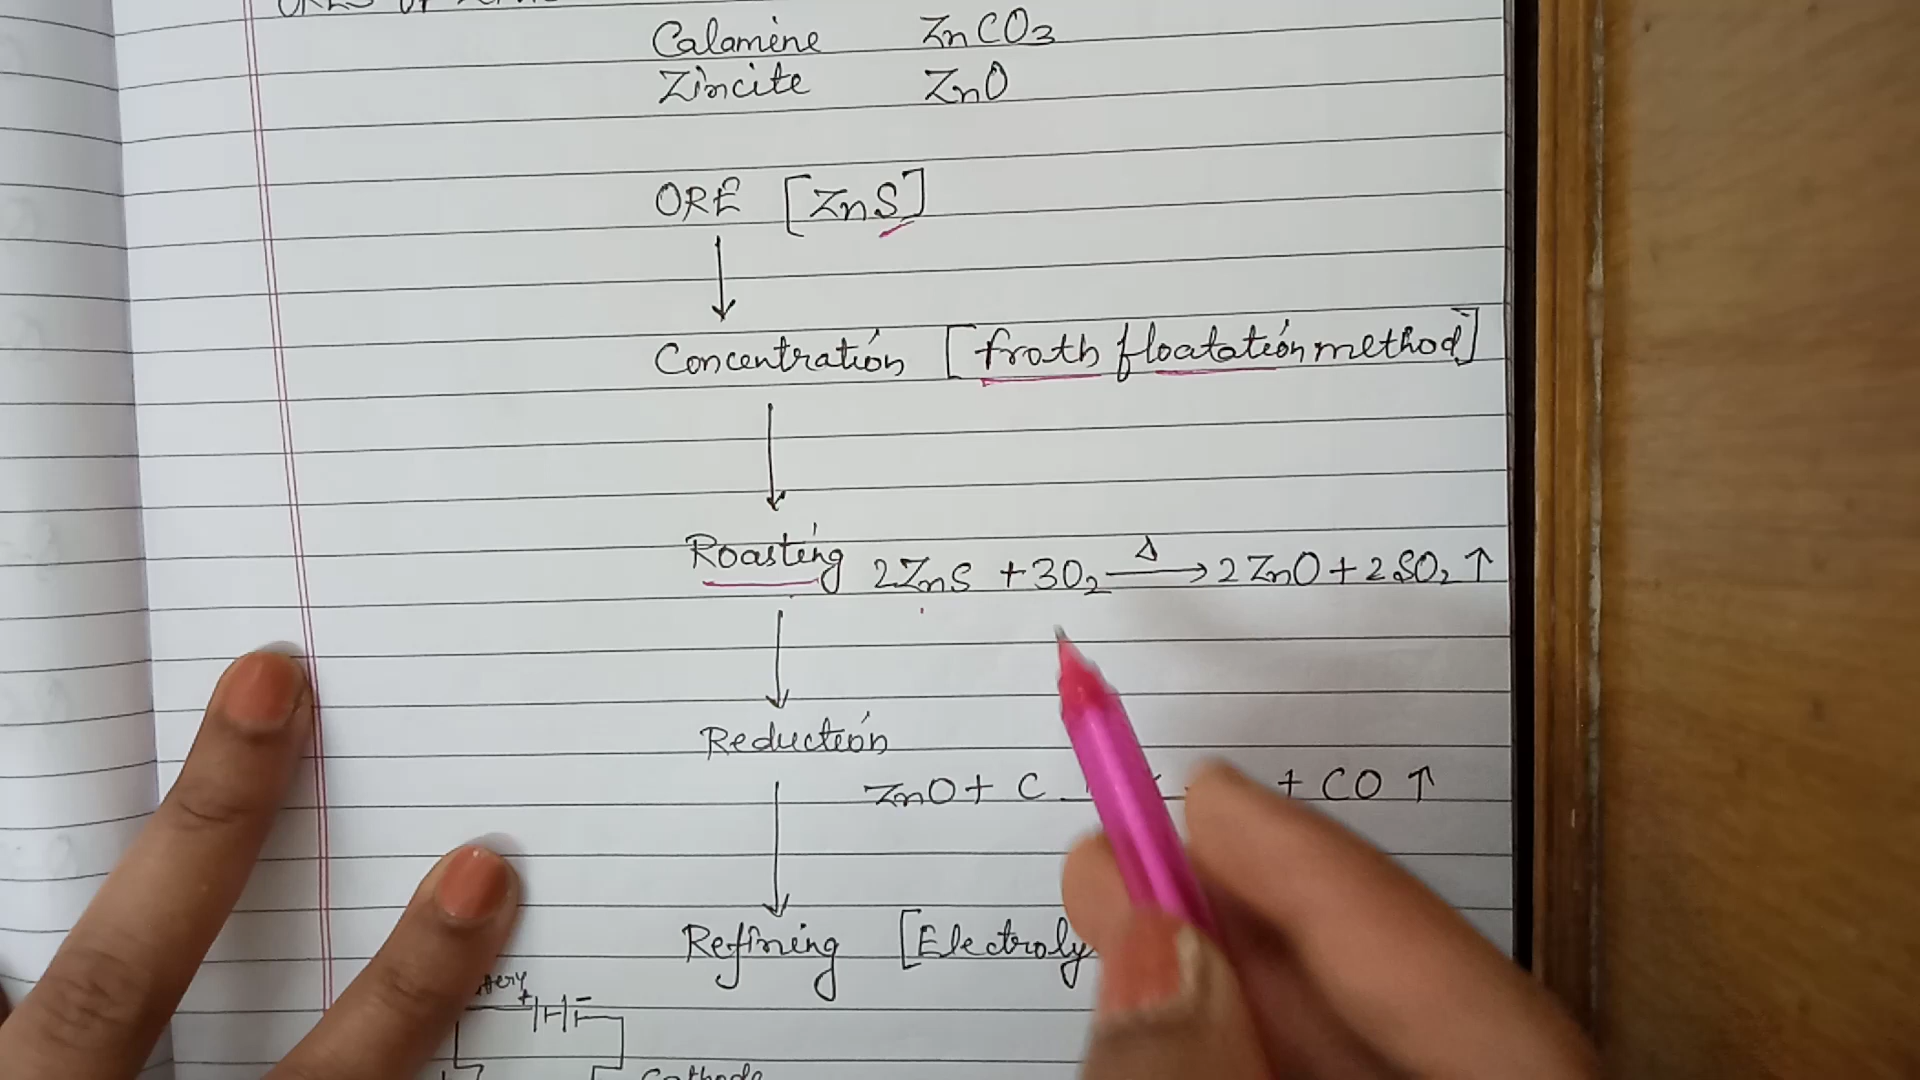 Calamine ZnCO3
Zincite ZnO
ORE [ZnS]
Concentration [froth floatation method]
Roasting 2ZnS + 3O2 —Δ→ 2ZnO + 2SO2 ↑
Reduction
ZnO + C + CO ↑
Refining [Electroly
+ −
Cathode